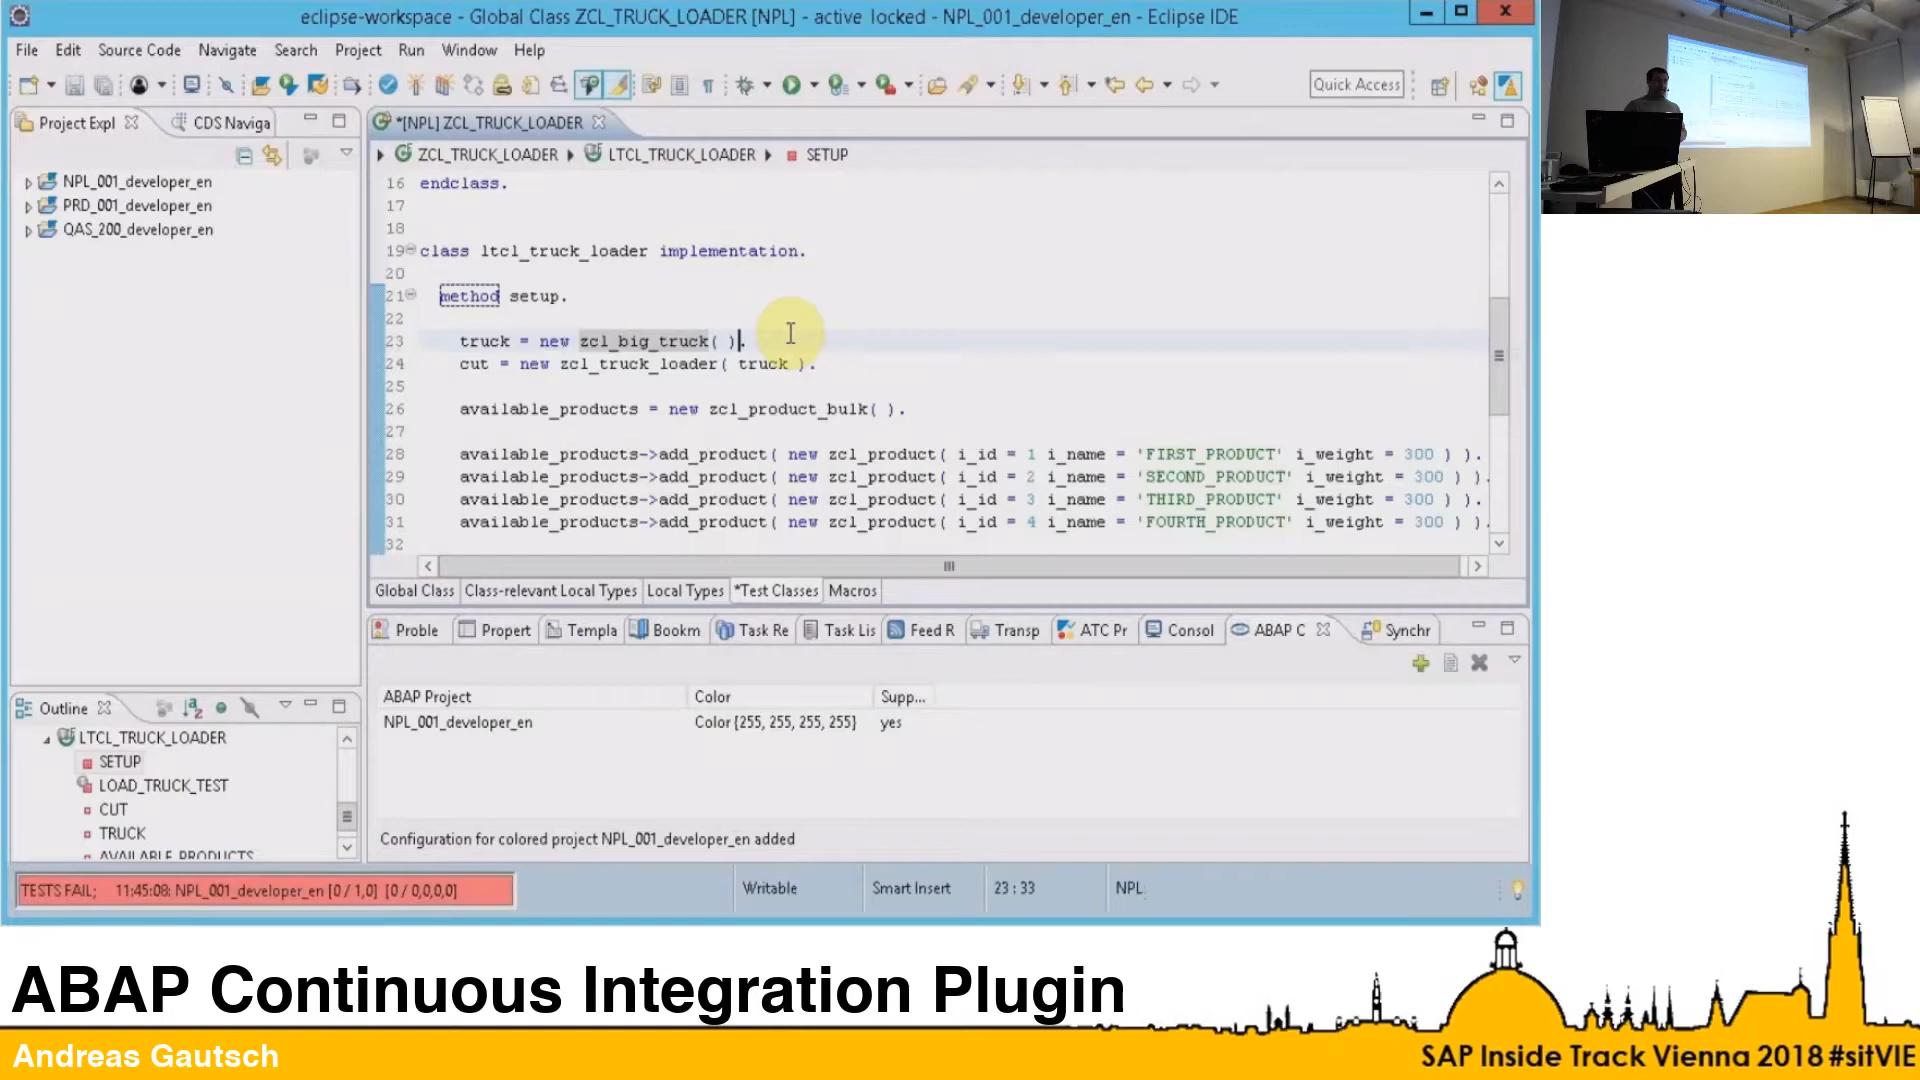 eclipse-workspace - Global Class ZCL_TRUCK_LOADER [NPL] - active locked - NPL_001_developer_en - Eclipse IDE
File Edit Source Code Navigate Search Project Run Window Help
Quick Access
Project Expl
CDS Naviga
NPL_001_developer_en
PRD_001_developer_en
QAS_200_developer_en
*[NPL] ZCL_TRUCK_LOADER
ZCL_TRUCK_LOADER LTCL_TRUCK_LOADER SETUP
16 endclass.
17
18
19 class ltcl_truck_loader implementation.
20
21 method setup.
22
23 truck = new zcl_big_truck( ).
24 cut = new zcl_truck_loader( truck ).
25
26 available_products = new zcl_product_bulk( ).
27
28 available_products->add_product( new zcl_product( i_id = 1 i_name = 'FIRST_PRODUCT' i_weight = 300 ) ).
29 available_products->add_product( new zcl_product( i_id = 2 i_name = 'SECOND_PRODUCT' i_weight = 300 ) ).
30 available_products->add_product( new zcl_product( i_id = 3 i_name = 'THIRD_PRODUCT' i_weight = 300 ) ).
31 available_products->add_product( new zcl_product( i_id = 4 i_name = 'FOURTH_PRODUCT' i_weight = 300 ) ).
32
Global Class Class-relevant Local Types Local Types *Test Classes Macros
Proble Propert Templa Bookm Task Re Task Lis Feed R Transp ATC Pr Consol ABAP C Synchr
ABAP Project Color Supp...
NPL_001_developer_en Color {255, 255, 255, 255} yes
Configuration for colored project NPL_001_developer_en added
Outline
LTCL_TRUCK_LOADER
SETUP
LOAD_TRUCK_TEST
CUT
TRUCK
AVAILABLE_PRODUCTS
TESTS FAIL; 11:45:08: NPL_001_developer_en [0 / 1,0] [0 / 0,0,0,0]
Writable Smart Insert 23 : 33 NPL
ABAP Continuous Integration Plugin
Andreas Gautsch
SAP Inside Track Vienna 2018 #sitVIE